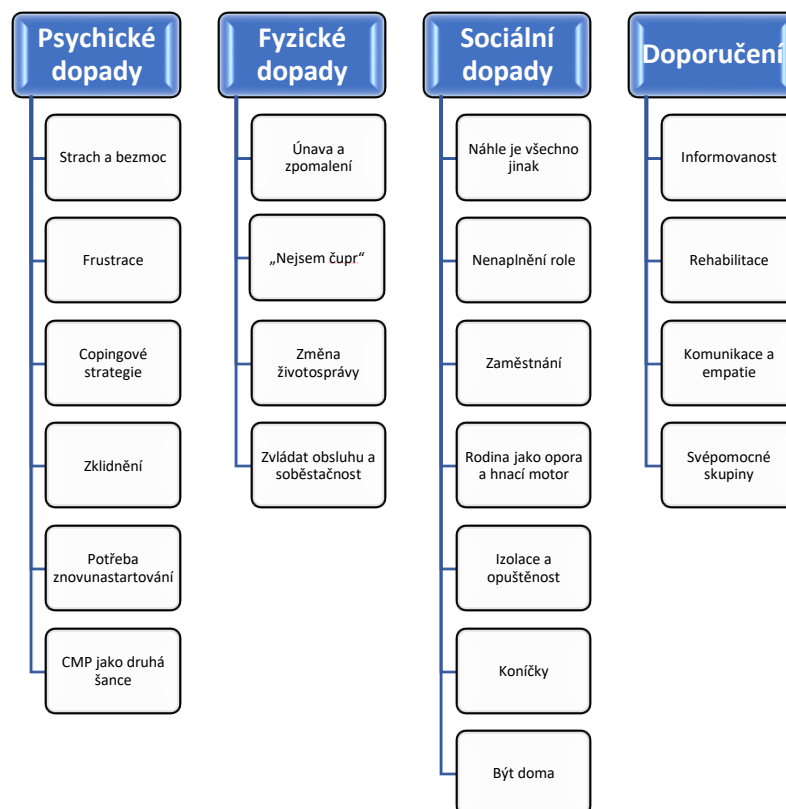 Psychické
dopady
Strach a bezmoc
Frustrace
Copingové
strategie
Zklidnění
Potřeba
znovunastartování
CMP jako druhá
šance
Fyzické
dopady
Únava a
zpomalení
„Nejsem čupr“
Změna
životosprávy
Zvládat obsluhu a
soběstačnost
Sociální
dopady
Náhle je všechno
jinak
Nenaplnění role
Zaměstnání
Rodina jako opora
a hnací motor
Izolace a
opuštěnost
Koníčky
Být doma
Doporučení
Informovanost
Rehabilitace
Komunikace a
empatie
Svépomocné
skupiny